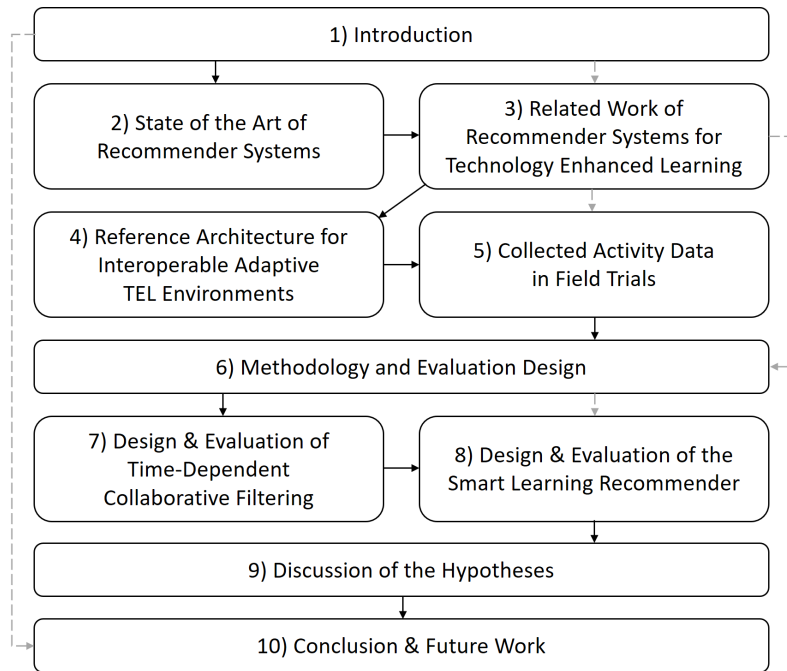 1) Introduction
2) State of the Art of
Recommender Systems
3) Related Work of
Recommender Systems for
Technology Enhanced Learning
4) Reference Architecture for
Interoperable Adaptive
TEL Environments
5) Collected Activity Data
in Field Trials
6) Methodology and Evaluation Design
7) Design & Evaluation of
Time-Dependent
Collaborative Filtering
8) Design & Evaluation of the
Smart Learning Recommender
9) Discussion of the Hypotheses
10) Conclusion & Future Work